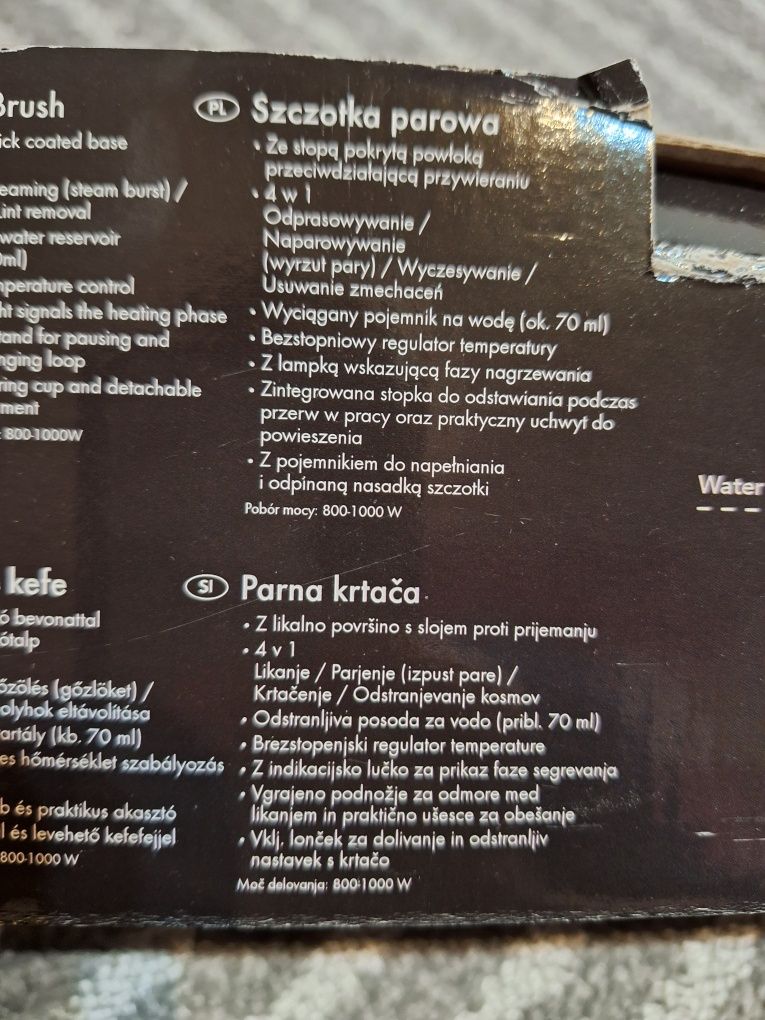 Brush
ick coated base
eaming (steam burst) /
Lint removal
water reservoir
0ml)
perature control
ht signals the heating phase
tand for pausing and
nging loop
ring cup and detachable
ment
: 800-1000W
PL Szczotka parowa
• Ze stopą pokrytą powłoką
przeciwdziałającą przywieraniu
• 4 w 1
Odprasowywanie /
Naparowywanie
(wyrzut pary) / Wyczesywanie /
Usuwanie zmechaceń
• Wyciągany pojemnik na wodę (ok. 70 ml)
• Bezstopniowy regulator temperatury
• Z lampką wskazującą fazy nagrzewania
• Zintegrowana stopka do odstawiania podczas
przerw w pracy oraz praktyczny uchwyt do
powieszenia
• Z pojemnikiem do napełniania
i odpinaną nasadką szczotki
Pobór mocy: 800-1000 W
Water
kefe
ó bevonattal
ótalp
őzölés (gőzlöket) /
olyhok eltávolítása
artály (kb. 70 ml)
es hőmérséklet szabályozás
b és praktikus akasztó
l és levehető kefefejjel
800-1000 W
SI Parna krtača
• Z likalno površino s slojem proti prijemanju
• 4 v 1
Likanje / Parjenje (izpust pare) /
Krtačenje / Odstranjevanje kosmov
• Odstranljiva posoda za vodo (pribl. 70 ml)
• Brezstopenjski regulator temperature
• Z indikacijsko lučko za prikaz faze segrevanja
• Vgrajeno podnožje za odmore med
likanjem in praktično ušesce za obešanje
• Vklj. lonček za dolivanje in odstranljiv
nastavek s krtačo
Moč delovanja: 800-1000 W